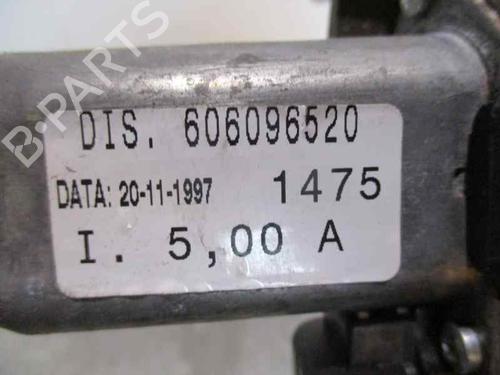 B-PARTS
DIS. 606096520
DATA: 20-11-1997 1475
I. 5,00 A